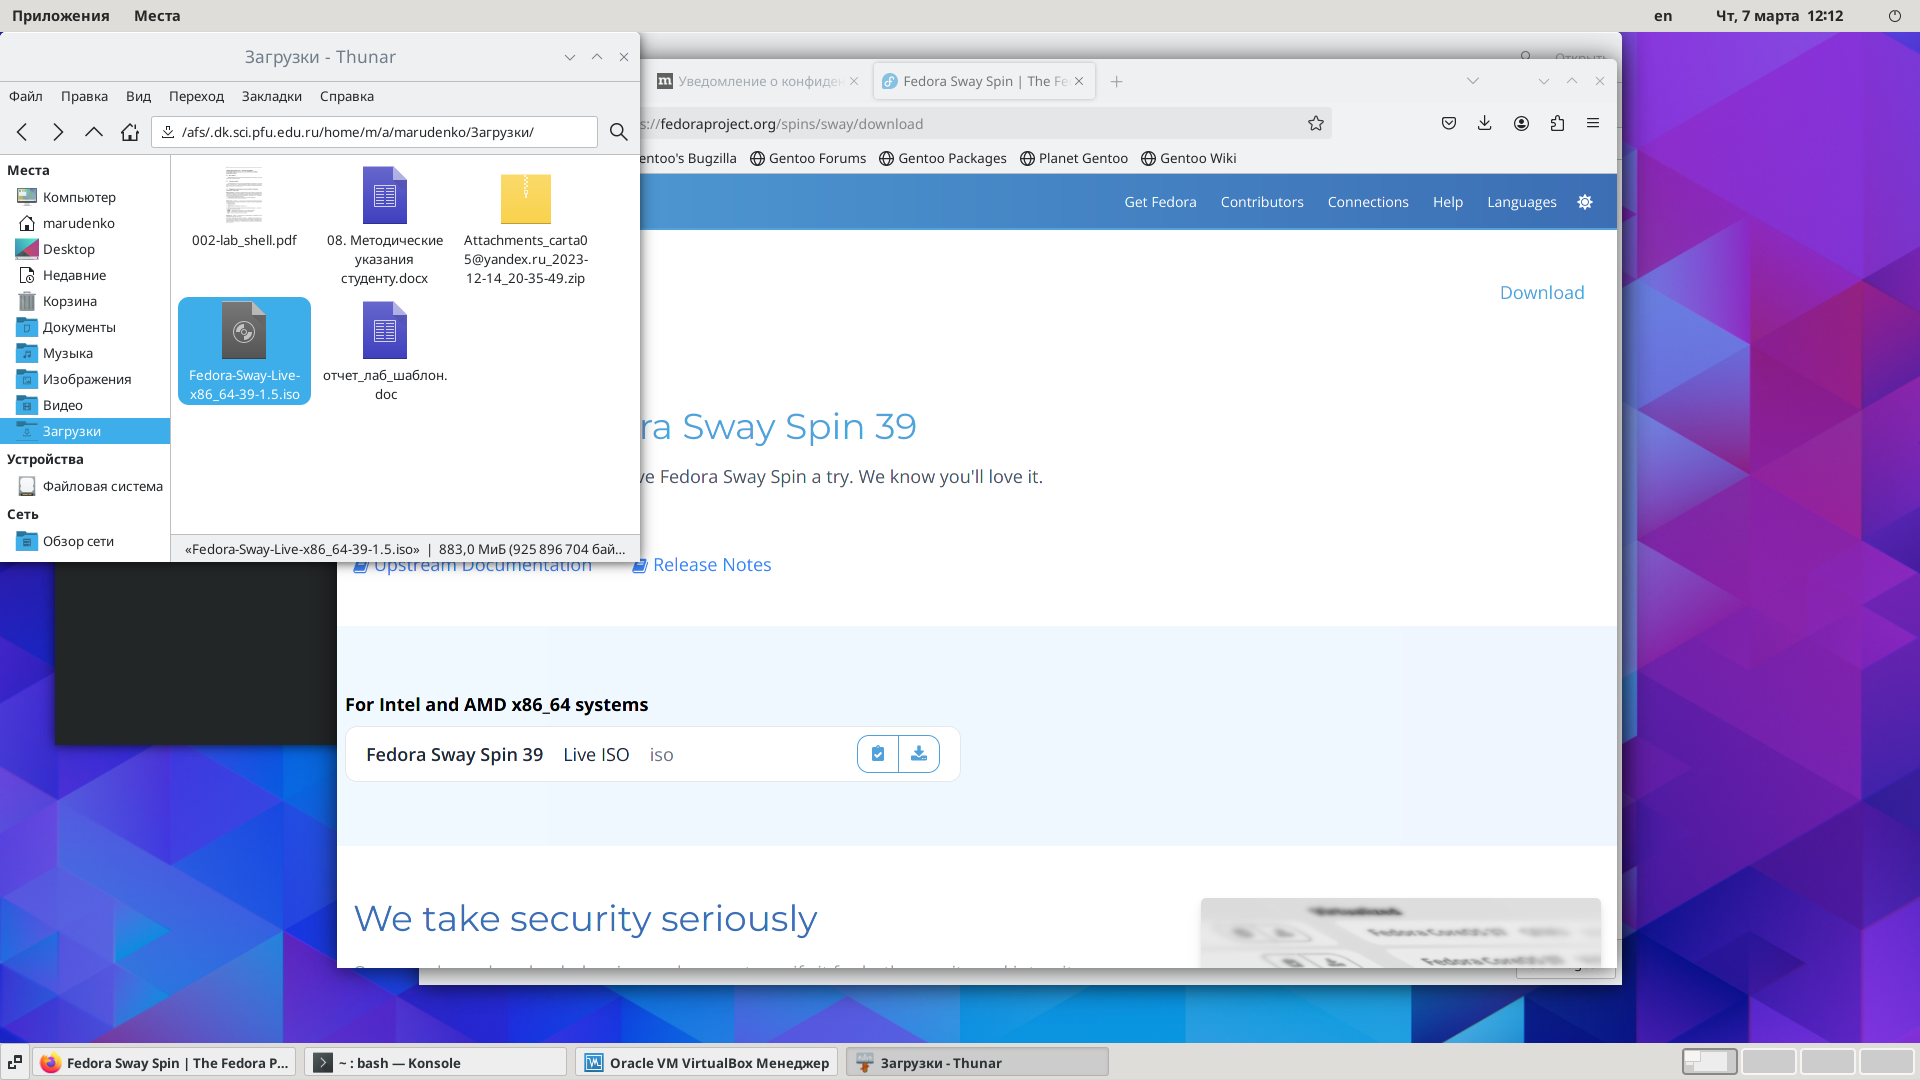 Приложения Места
en Чт, 7 марта 12:12
Загрузки - Thunar
Файл Правка Вид Переход Закладки Справка
/afs/.dk.sci.pfu.edu.ru/home/m/a/marudenko/Загрузки/
Места
Компьютер
marudenko
Desktop
Недавние
Корзина
Документы
Музыка
Изображения
Видео
Загрузки
Устройства
Файловая система
Сеть
Обзор сети
002-lab_shell.pdf
08. Методические
указания
студенту.docx
Attachments_carta0
5@yandex.ru_2023-
12-14_20-35-49.zip
Fedora-Sway-Live-
x86_64-39-1.5.iso
отчет_лаб_шаблон.
doc
«Fedora-Sway-Live-x86_64-39-1.5.iso» | 883,0 МиБ (925 896 704 бай...
Уведомление о конфиден
Fedora Sway Spin | The Fe
s://fedoraproject.org/spins/sway/download
entoo's Bugzilla Gentoo Forums Gentoo Packages Planet Gentoo Gentoo Wiki
Get Fedora Contributors Connections Help Languages
Download
ra Sway Spin 39
ve Fedora Sway Spin a try. We know you'll love it.
Upstream Documentation Release Notes
For Intel and AMD x86_64 systems
Fedora Sway Spin 39 Live ISO iso
We take security seriously
Fedora Sway Spin | The Fedora P...
~ : bash — Konsole
Oracle VM VirtualBox Менеджер
Загрузки - Thunar